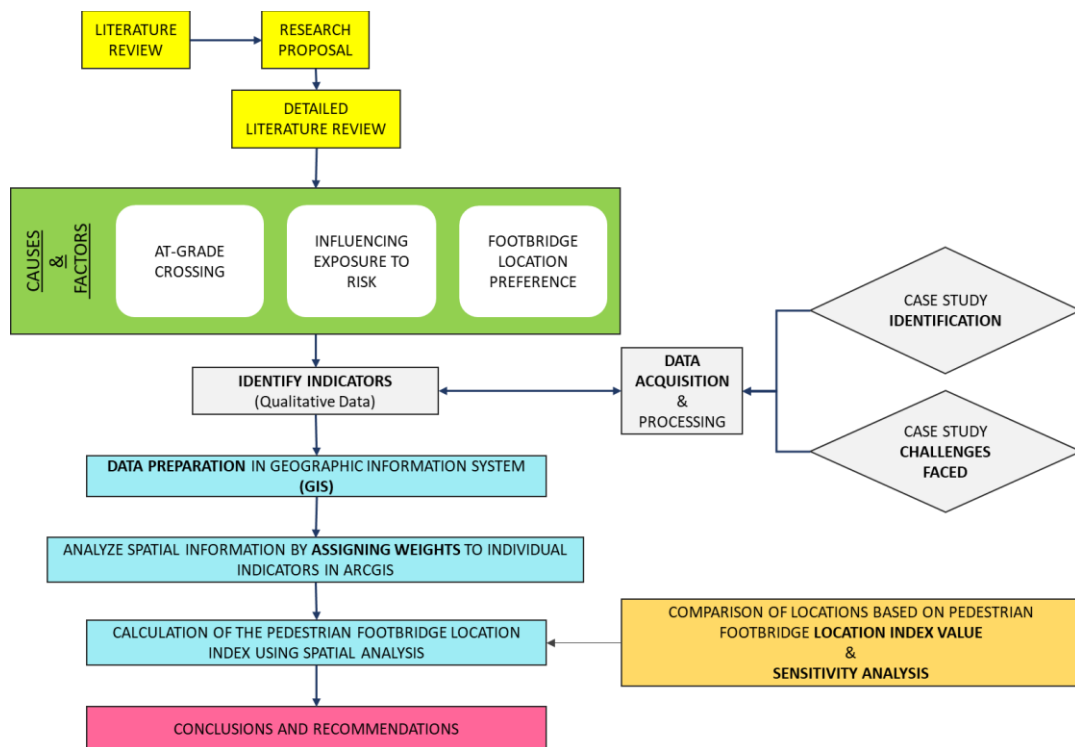 LITERATURE
REVIEW
RESEARCH
PROPOSAL
DETAILED
LITERATURE REVIEW
CAUSES
&
FACTORS
AT-GRADE
CROSSING
INFLUENCING
EXPOSURE TO
RISK
FOOTBRIDGE
LOCATION
PREFERENCE
CASE STUDY
IDENTIFICATION
IDENTIFY INDICATORS
(Qualitative Data)
DATA
ACQUISITION
&
PROCESSING
CASE STUDY
CHALLENGES
FACED
DATA PREPARATION IN GEOGRAPHIC INFORMATION SYSTEM
(GIS)
ANALYZE SPATIAL INFORMATION BY ASSIGNING WEIGHTS TO INDIVIDUAL
INDICATORS IN ARCGIS
CALCULATION OF THE PEDESTRIAN FOOTBRIDGE LOCATION
INDEX USING SPATIAL ANALYSIS
COMPARISON OF LOCATIONS BASED ON PEDESTRIAN
FOOTBRIDGE LOCATION INDEX VALUE
&
SENSITIVITY ANALYSIS
CONCLUSIONS AND RECOMMENDATIONS